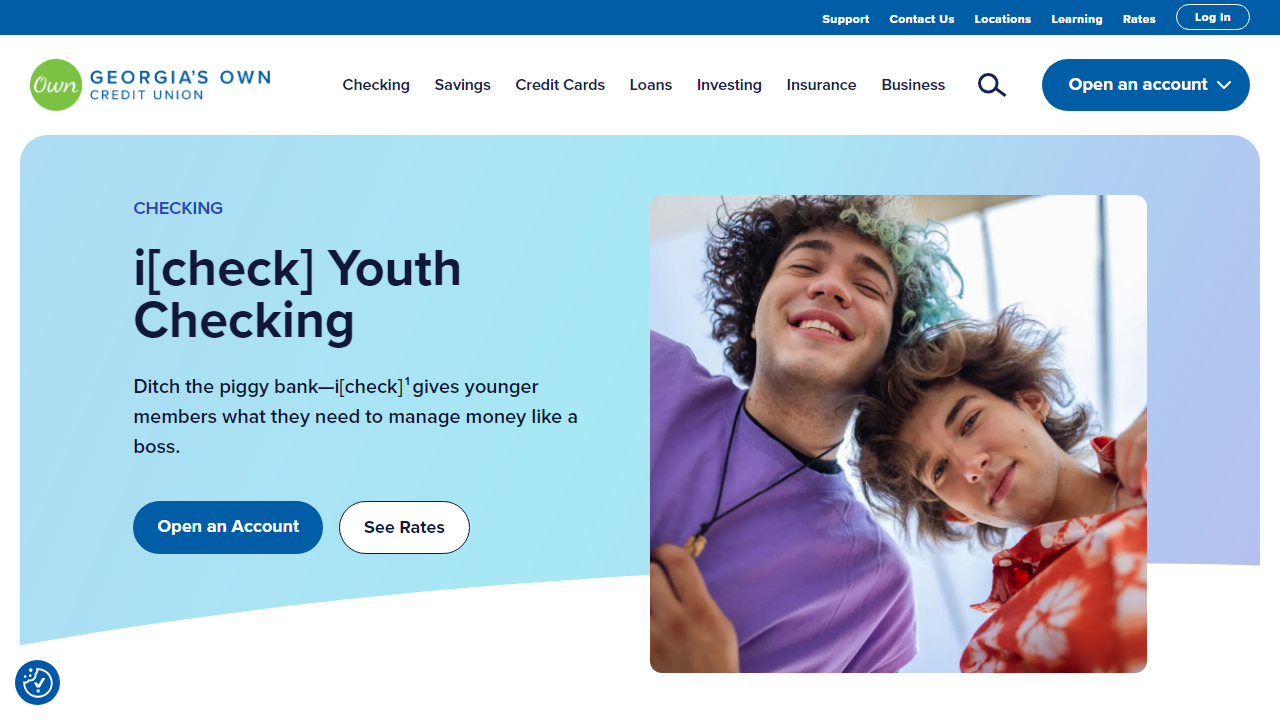 Support Contact Us Locations Learning Rates Log In
Own GEORGIA'S OWN
CREDIT UNION
Checking Savings Credit Cards Loans Investing Insurance Business Open an account
CHECKING
i[check] Youth
Checking
Ditch the piggy bank—i[check]¹ gives younger
members what they need to manage money like a
boss.
Open an Account See Rates